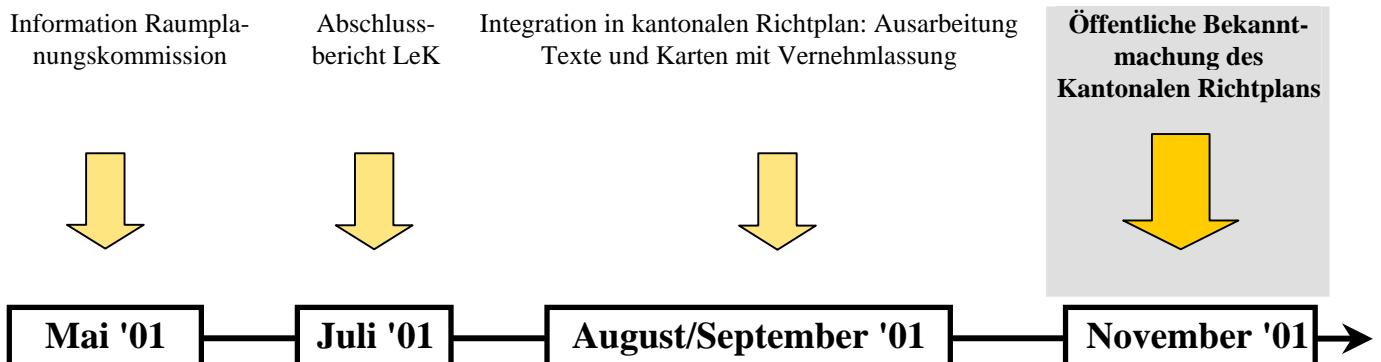 Information Raumpla-
nungskommission
Abschluss-
bericht LeK
Integration in kantonalen Richtplan: Ausarbeitung
Texte und Karten mit Vernehmlassung
Öffentliche Bekannt-
machung des
Kantonalen Richtplans
Mai '01
Juli '01
August/September '01
November '01